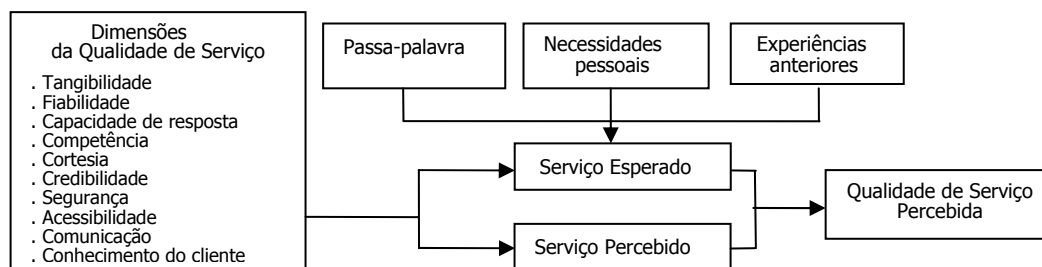 Dimensões
da Qualidade de Serviço
. Tangibilidade
. Fiabilidade
. Capacidade de resposta
. Competência
. Cortesia
. Credibilidade
. Segurança
. Acessibilidade
. Comunicação
. Conhecimento do cliente
Passa-palavra
Necessidades
pessoais
Experiências
anteriores
Serviço Esperado
Serviço Percebido
Qualidade de Serviço
Percebida